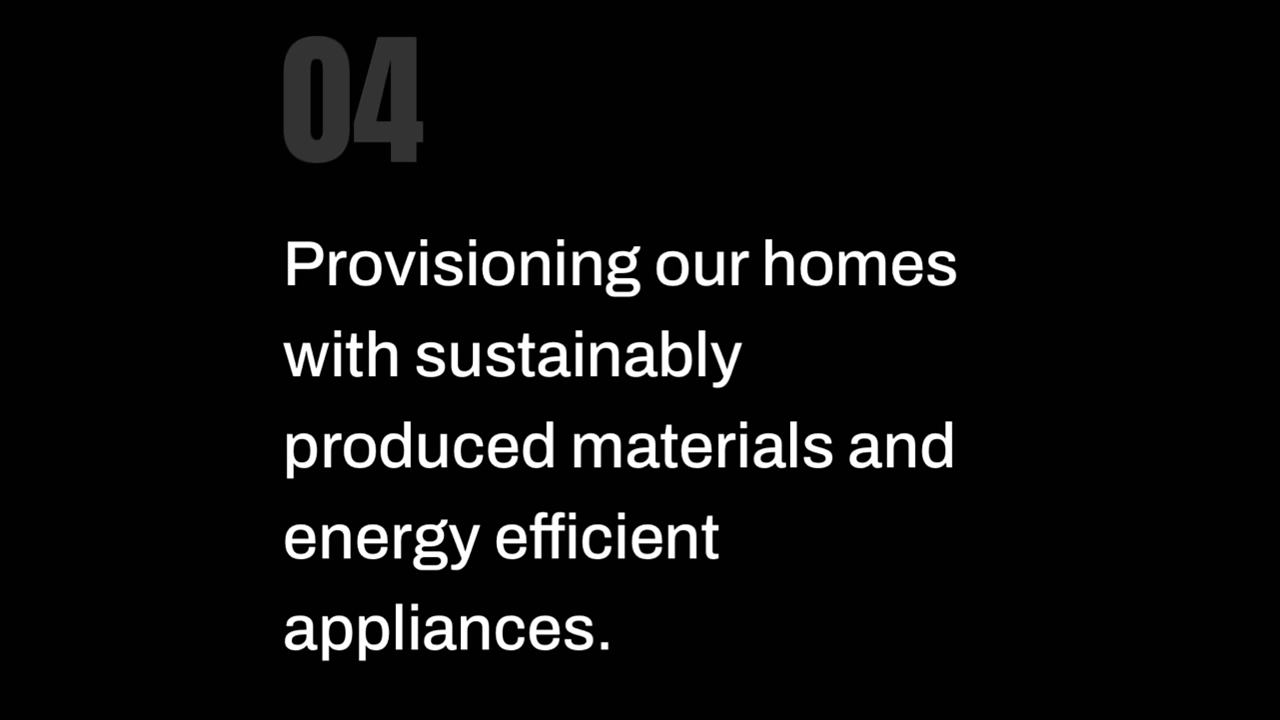 04
Provisioning our homes
with sustainably
produced materials and
energy efficient
appliances.